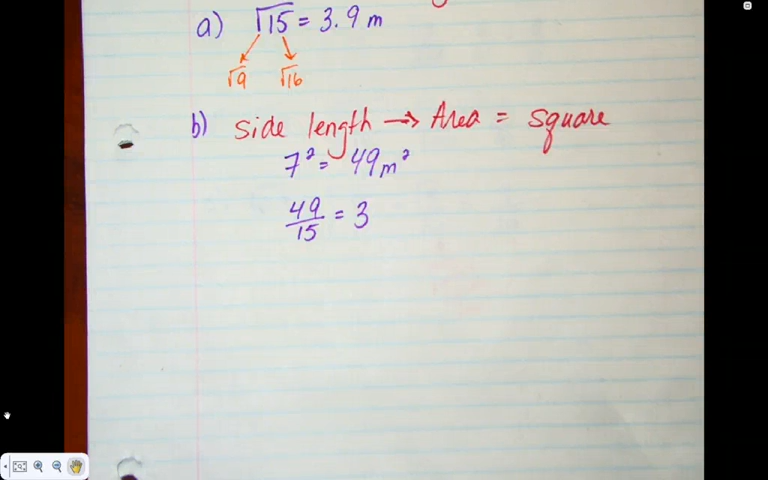 a) √15 = 3.9 m
√9 √16
b) side length → Area = square
7² = 49m²
49/15 = 3